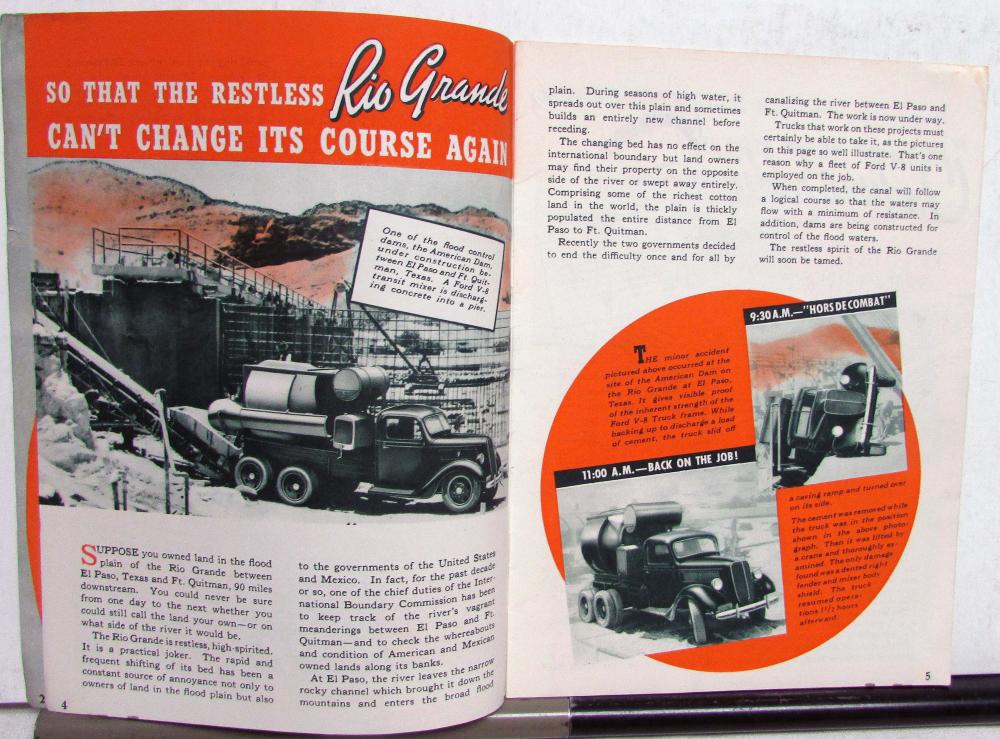 SO THAT THE RESTLESS Rio Grande
CAN'T CHANGE ITS COURSE AGAIN
One of the flood control
dams, the American Dam,
under construction be-
tween El Paso and Ft. Quit-
man, Texas. A Ford V-8
transit mixer is discharg-
ing concrete into a pier.
SUPPOSE you owned land in the flood
plain of the Rio Grande between
El Paso, Texas and Ft. Quitman, 90 miles
downstream. You could never be sure
from one day to the next whether you
could still call the land your own—or on
what side of the river it would be.
The Rio Grande is restless, high-spirited.
It is a practical joker. The rapid and
frequent shifting of its bed has been a
constant source of annoyance not only to
owners of land in the flood plain but also
to the governments of the United States
and Mexico. In fact, for the past decade
or so, one of the chief duties of the Inter-
national Boundary Commission has been
to keep track of the river's vagrant
meanderings between El Paso and Ft.
Quitman—and to check the whereabouts
and condition of American and Mexican
owned lands along its banks.
At El Paso, the river leaves the narrow
rocky channel which brought it down the
mountains and enters the broad flood
2
4
plain. During seasons of high water, it
spreads out over this plain and sometimes
builds an entirely new channel before
receding.
The changing bed has no effect on the
international boundary but land owners
may find their property on the opposite
side of the river or swept away entirely.
Comprising some of the richest cotton
land in the world, the plain is thickly
populated the entire distance from El
Paso to Ft. Quitman.
Recently the two governments decided
to end the difficulty once and for all by
canalizing the river between El Paso and
Ft. Quitman. The work is now under way.
Trucks that work on these projects must
certainly be able to take it, as the pictures
on this page so well illustrate. That's one
reason why a fleet of Ford V-8 units is
employed on the job.
When completed, the canal will follow
a logical course so that the waters may
flow with a minimum of resistance. In
addition, dams are being constructed for
control of the flood waters.
The restless spirit of the Rio Grande
will soon be tamed.
9:30 A.M.—"HORS DE COMBAT"
THE minor accident
pictured above occurred at the
site of the American Dam on
the Rio Grande at El Paso,
Texas. It gives visible proof
of the inherent strength of the
Ford V-8 Truck frame. While
backing up to discharge a load
of cement, the truck slid off
11:00 A.M.—BACK ON THE JOB!
a caving ramp and turned over
on its side.
The cement was removed while
the truck was in the position
shown in the above photo-
graph. Then it was lifted by
a crane and thoroughly ex-
amined. The only damage
found was a dented right
fender and mixer body
shield. The truck
resumed opera-
tions 1½ hours
afterward.
5